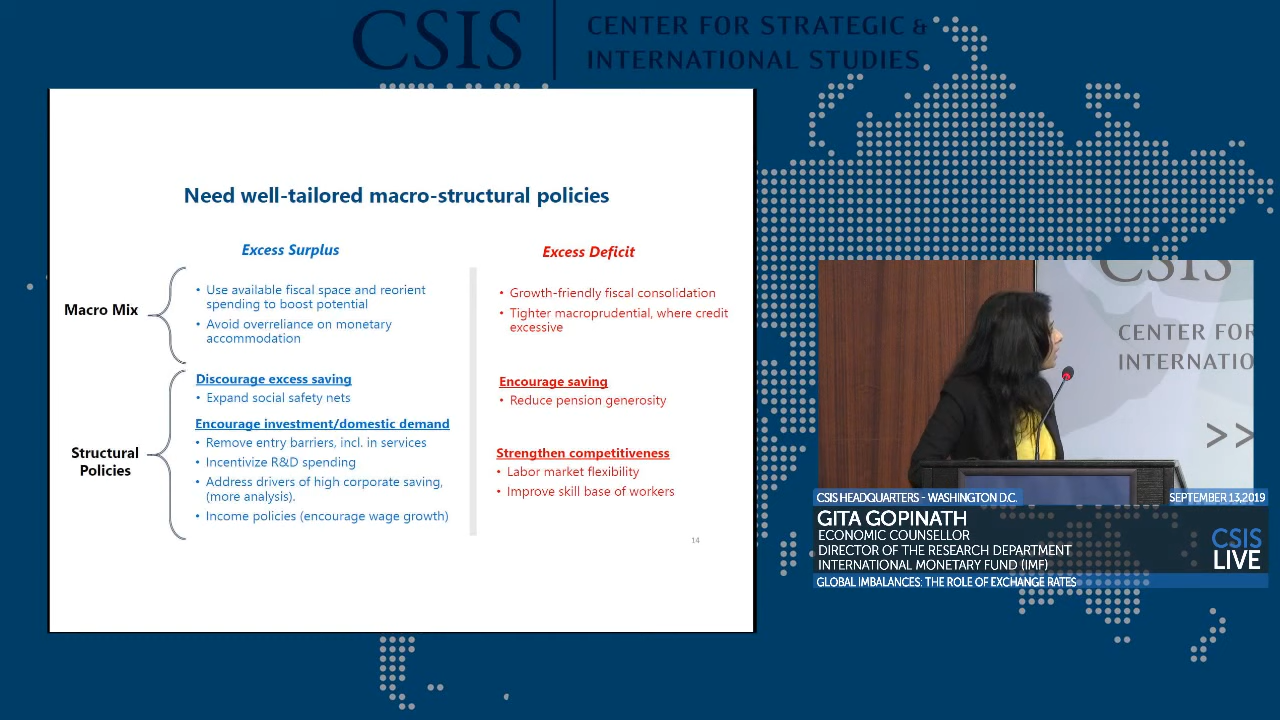 CSIS
CENTER FOR STRATEGIC &
INTERNATIONAL STUDIES
Need well-tailored macro-structural policies
Excess Surplus
Excess Deficit
Macro Mix
• Use available fiscal space and reorient
spending to boost potential
• Avoid overreliance on monetary
accommodation
• Growth-friendly fiscal consolidation
• Tighter macroprudential, where credit
excessive
Structural
Policies
Discourage excess saving
• Expand social safety nets
Encourage investment/domestic demand
• Remove entry barriers, incl. in services
• Incentivize R&D spending
• Address drivers of high corporate saving,
(more analysis).
• Income policies (encourage wage growth)
Encourage saving
• Reduce pension generosity
Strengthen competitiveness
• Labor market flexibility
• Improve skill base of workers
14
CSIS
CENTER FOR
INTERNATIO
>>
CSIS HEADQUARTERS - WASHINGTON D.C.
SEPTEMBER 13,2019
GITA GOPINATH
ECONOMIC COUNSELLOR
DIRECTOR OF THE RESEARCH DEPARTMENT
INTERNATIONAL MONETARY FUND (IMF)
CSIS
LIVE
GLOBAL IMBALANCES: THE ROLE OF EXCHANGE RATES